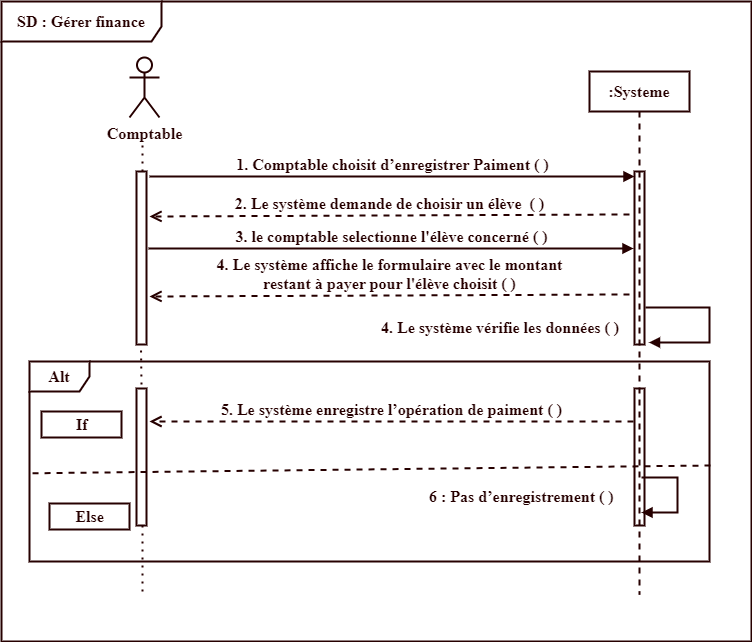 SD : Gérer finance
:Systeme
Comptable
1. Comptable choisit d’enregistrer Paiment ( )
2. Le système demande de choisir un élève ( )
3. le comptable selectionne l'élève concerné ( )
4. Le système affiche le formulaire avec le montant
restant à payer pour l'élève choisit ( )
4. Le système vérifie les données ( )
Alt
5. Le système enregistre l’opération de paiment ( )
If
6 : Pas d’enregistrement ( )
Else